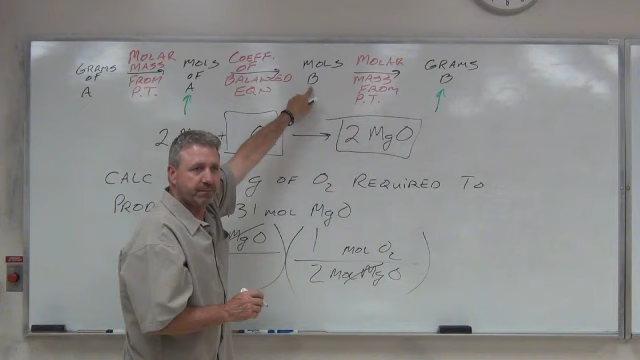 GRAMS OF A MOLAR MASS FROM P.T. MOLS OF A COEFF. OF BALANCED EQN MOLS B MOLAR MASS FROM P.T. GRAMS B
2 + → 2 MgO
CALC G OF O₂ REQUIRED TO
31 MOL MgO
MgO 1 MOL O₂
2 MOL MgO